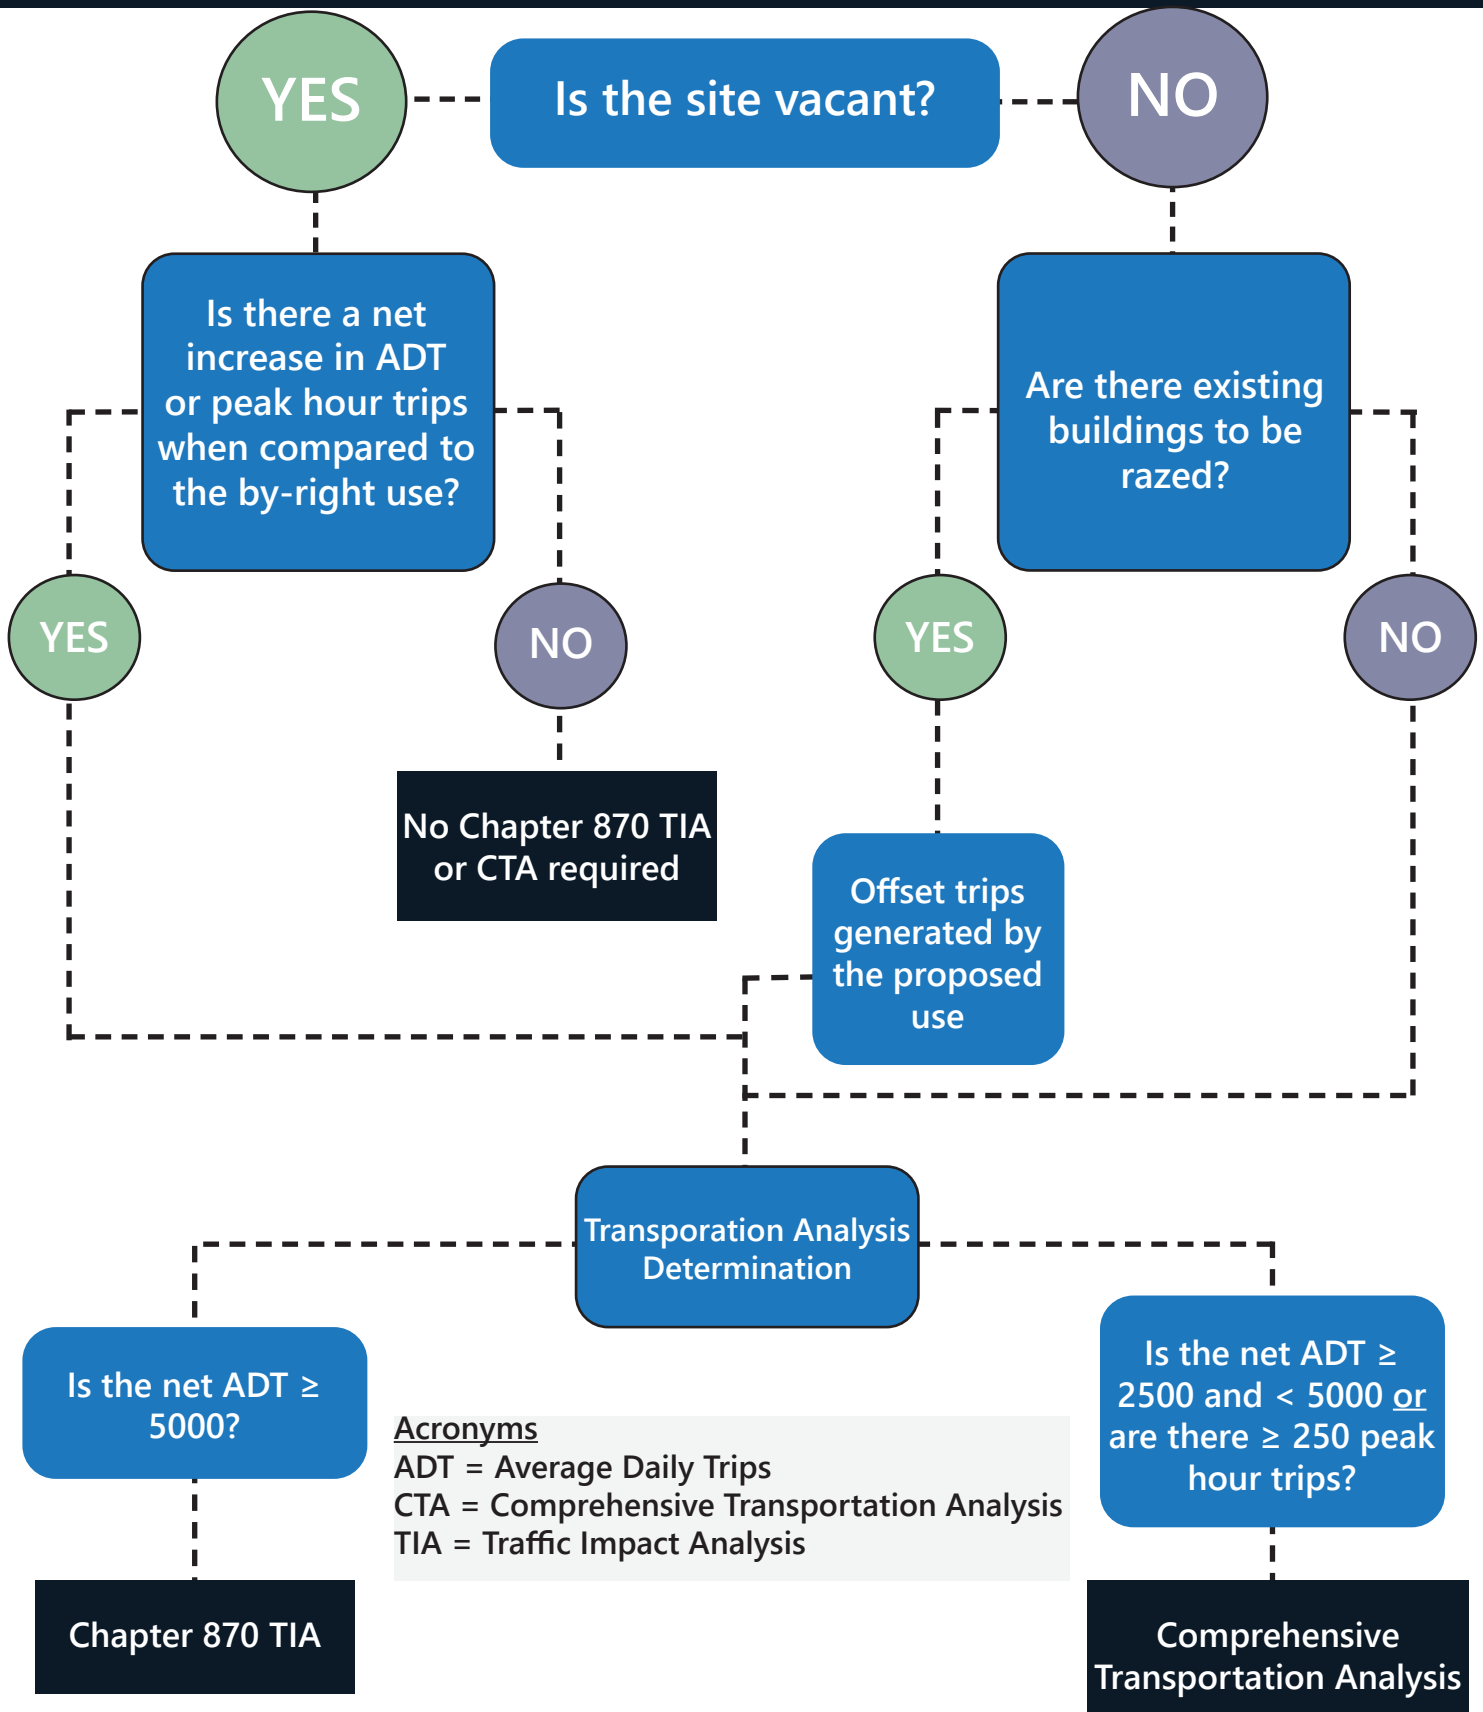 YES
Is the site vacant?
NO
Is there a net
increase in ADT
or peak hour trips
when compared to
the by-right use?
Are there existing
buildings to be
razed?
YES
NO
YES
NO
No Chapter 870 TIA
or CTA required
Offset trips
generated by
the proposed
use
Transporation Analysis
Determination
Is the net ADT ≥
5000?
Is the net ADT ≥
2500 and < 5000 or
are there ≥ 250 peak
hour trips?
Acronyms
ADT = Average Daily Trips
CTA = Comprehensive Transportation Analysis
TIA = Traffic Impact Analysis
Chapter 870 TIA
Comprehensive
Transportation Analysis